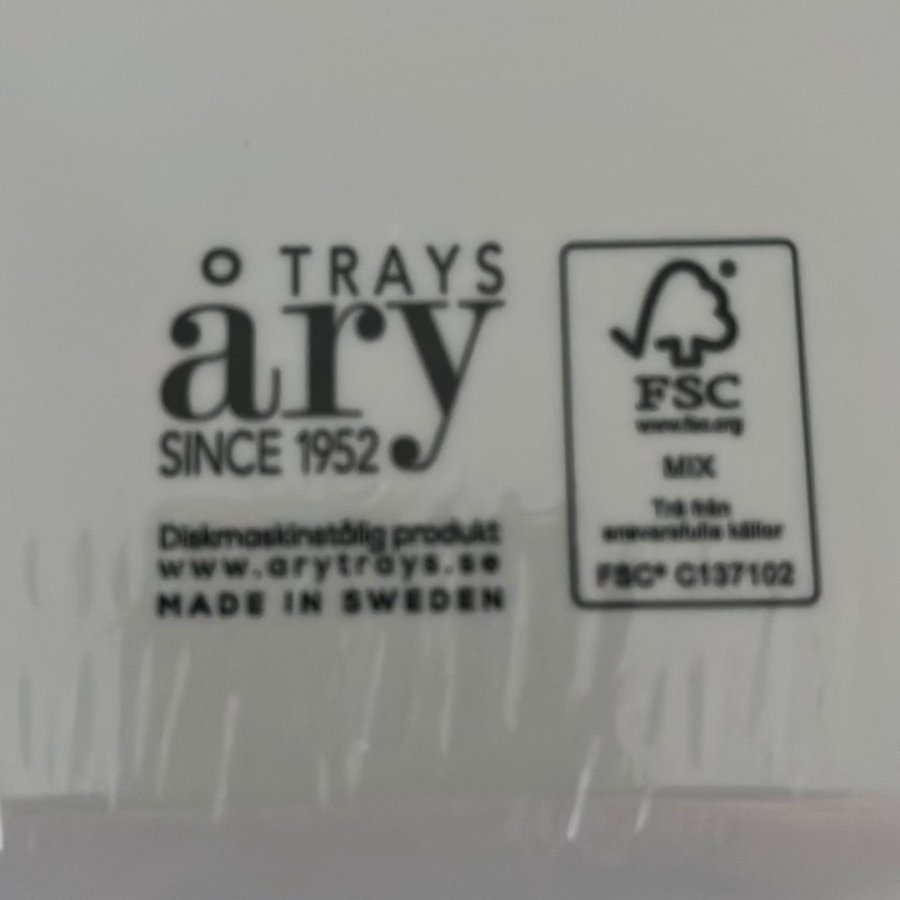 TRAYS
åry
SINCE 1952
Diskmaskinstålig produkt
www.arytrays.se
MADE IN SWEDEN
FSC
www.fsc.org
MIX
Trä från
ansvarsfulla källor
FSC® C137102